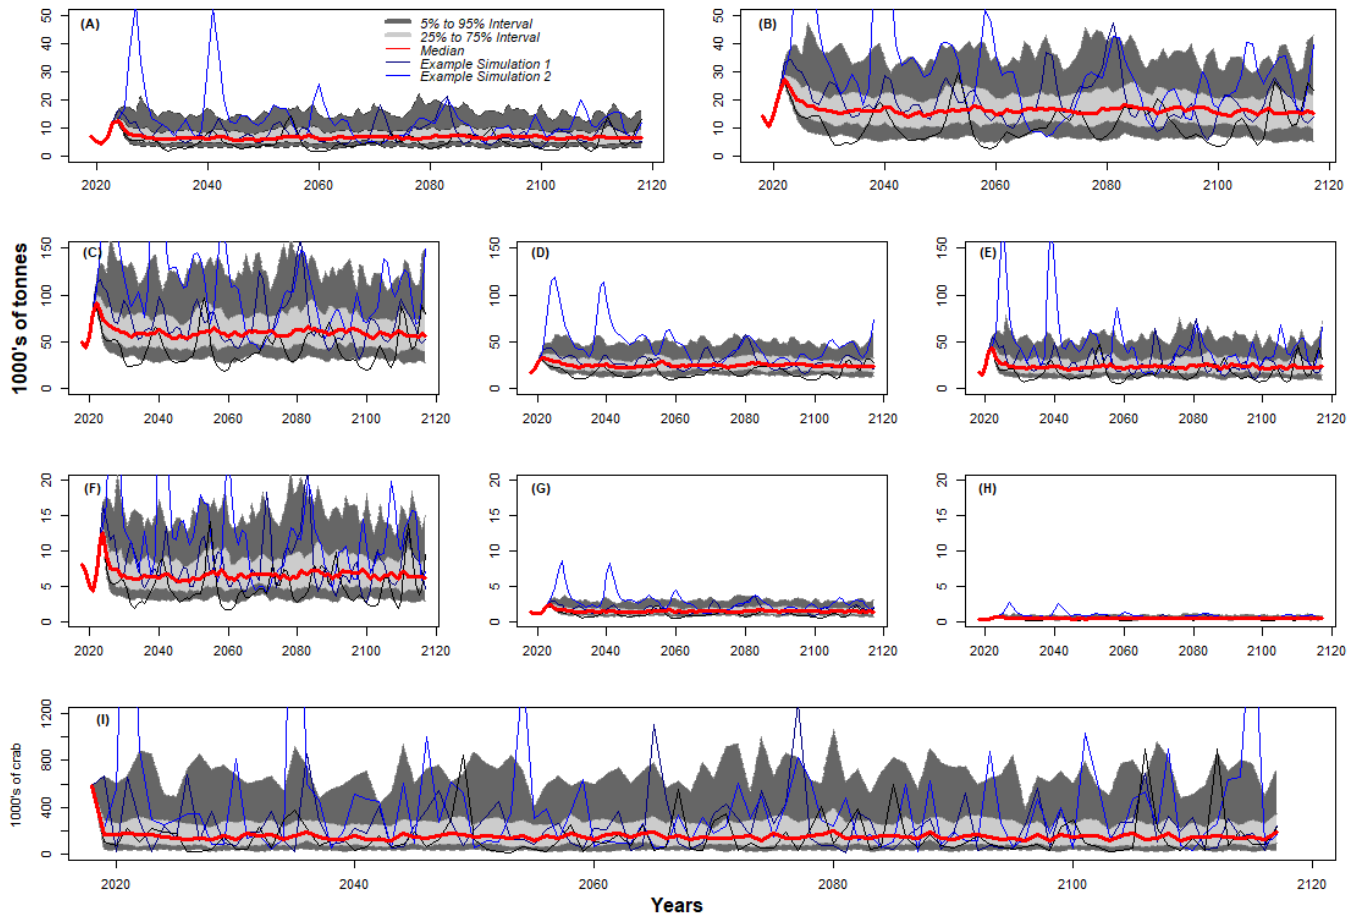 (A)
5% to 95% Interval
25% to 75% Interval
Median
Example Simulation 1
Example Simulation 2
0 10 20 30 40 50
2020 2040 2060 2080 2100 2120
(B)
0 10 20 30 40 50
2020 2040 2060 2080 2100 2120
1000's of tonnes
(C)
0 50 100 150
2020 2040 2060 2080 2100 2120
(D)
0 50 100 150
2020 2040 2060 2080 2100 2120
(E)
0 50 100 150
2020 2040 2060 2080 2100 2120
(F)
0 5 10 15 20
2020 2040 2060 2080 2100 2120
(G)
0 5 10 15 20
2020 2040 2060 2080 2100 2120
(H)
0 5 10 15 20
2020 2040 2060 2080 2100 2120
1000's of crab
(I)
0 400 800 1200
2020 2040 2060 2080 2100 2120
Years